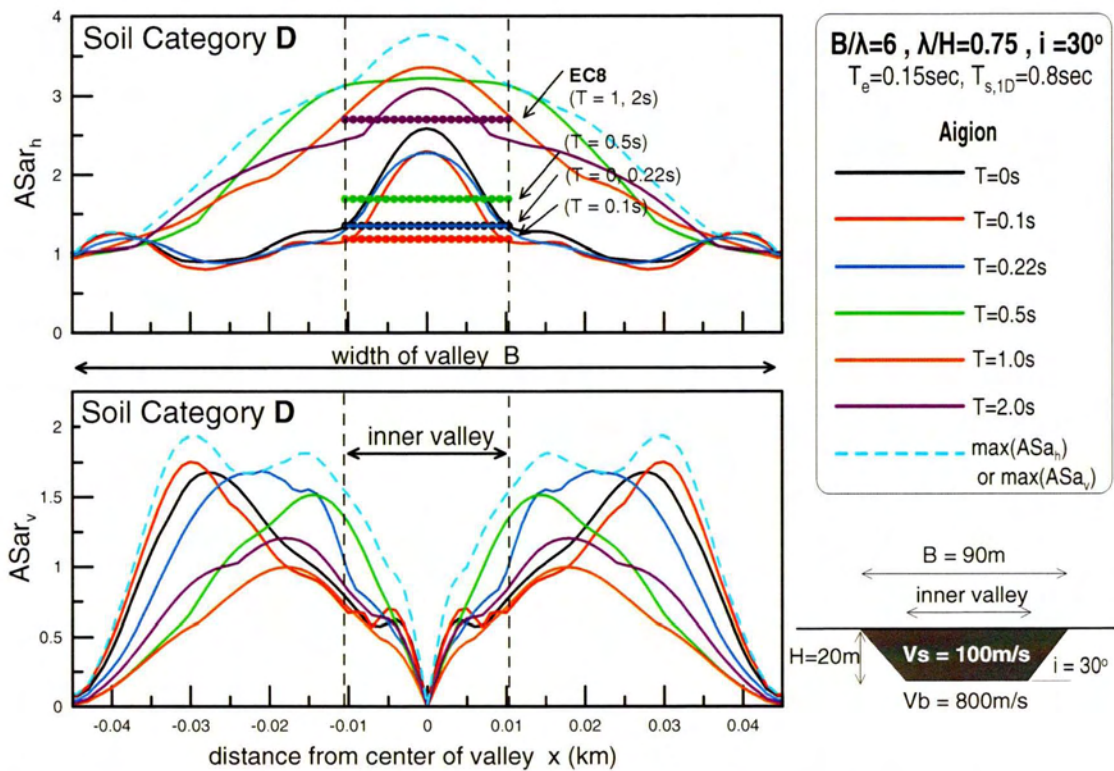 Soil Category D
EC8
(T = 1, 2s)
(T = 0.5s)
(T = 0, 0.22s)
(T = 0.1s)
ASar_h
4
3
2
1
0
width of valley B
Soil Category D
inner valley
ASar_v
2
1.5
1
0.5
0
-0.04 -0.03 -0.02 -0.01 0 0.01 0.02 0.03 0.04
distance from center of valley x (km)
B/λ=6 , λ/H=0.75 , i =30º
T_e=0.15sec, T_s,1D=0.8sec
Aigion
T=0s
T=0.1s
T=0.22s
T=0.5s
T=1.0s
T=2.0s
max(ASa_h)
or max(ASa_v)
B = 90m
inner valley
H=20m
Vs = 100m/s
i = 30º
Vb = 800m/s